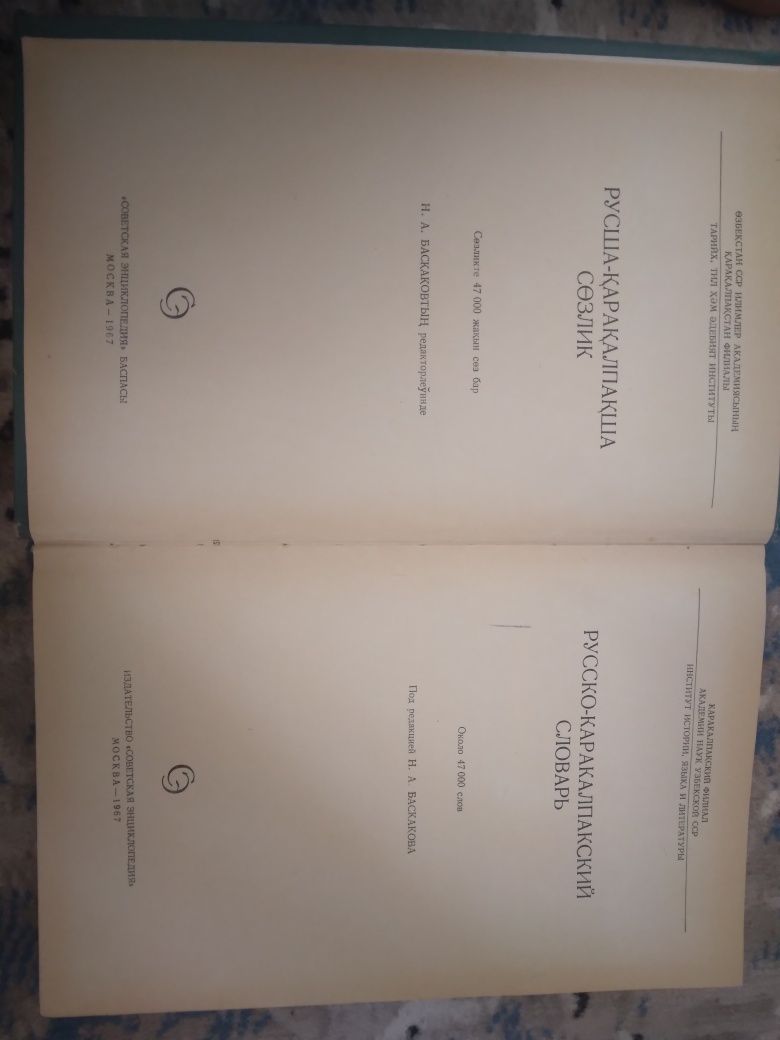 ӨЗБЕКСТАН ССР ИЛИМЛЕР АКАДЕМИЯСЫНЫҢ
ҚАРАҚАЛПАҚСТАН ФИЛИАЛЫ
ТАРИЙХ, ТИЛ ҲӘМ ӘДЕБИЯТ ИНСТИТУТЫ
РУСША-ҚАРАҚАЛПАҚША
СӨЗЛИК
Сөзликте 47 000 жақын сөз бар
Н. А. БАСКАКОВТЫҢ редакторлеўинде
«СОВЕТСКАЯ ЭНЦИКЛОПЕДИЯ» БАСПАСЫ
МОСКВА — 1967
КАРАКАЛПАКСКИЙ ФИЛИАЛ
АКАДЕМИИ НАУК УЗБЕКСКОЙ ССР
ИНСТИТУТ ИСТОРИИ, ЯЗЫКА И ЛИТЕРАТУРЫ
РУССКО-КАРАКАЛПАКСКИЙ
СЛОВАРЬ
Около 47 000 слов
Под редакцией Н. А. БАСКАКОВА
ИЗДАТЕЛЬСТВО «СОВЕТСКАЯ ЭНЦИКЛОПЕДИЯ»
МОСКВА — 1967